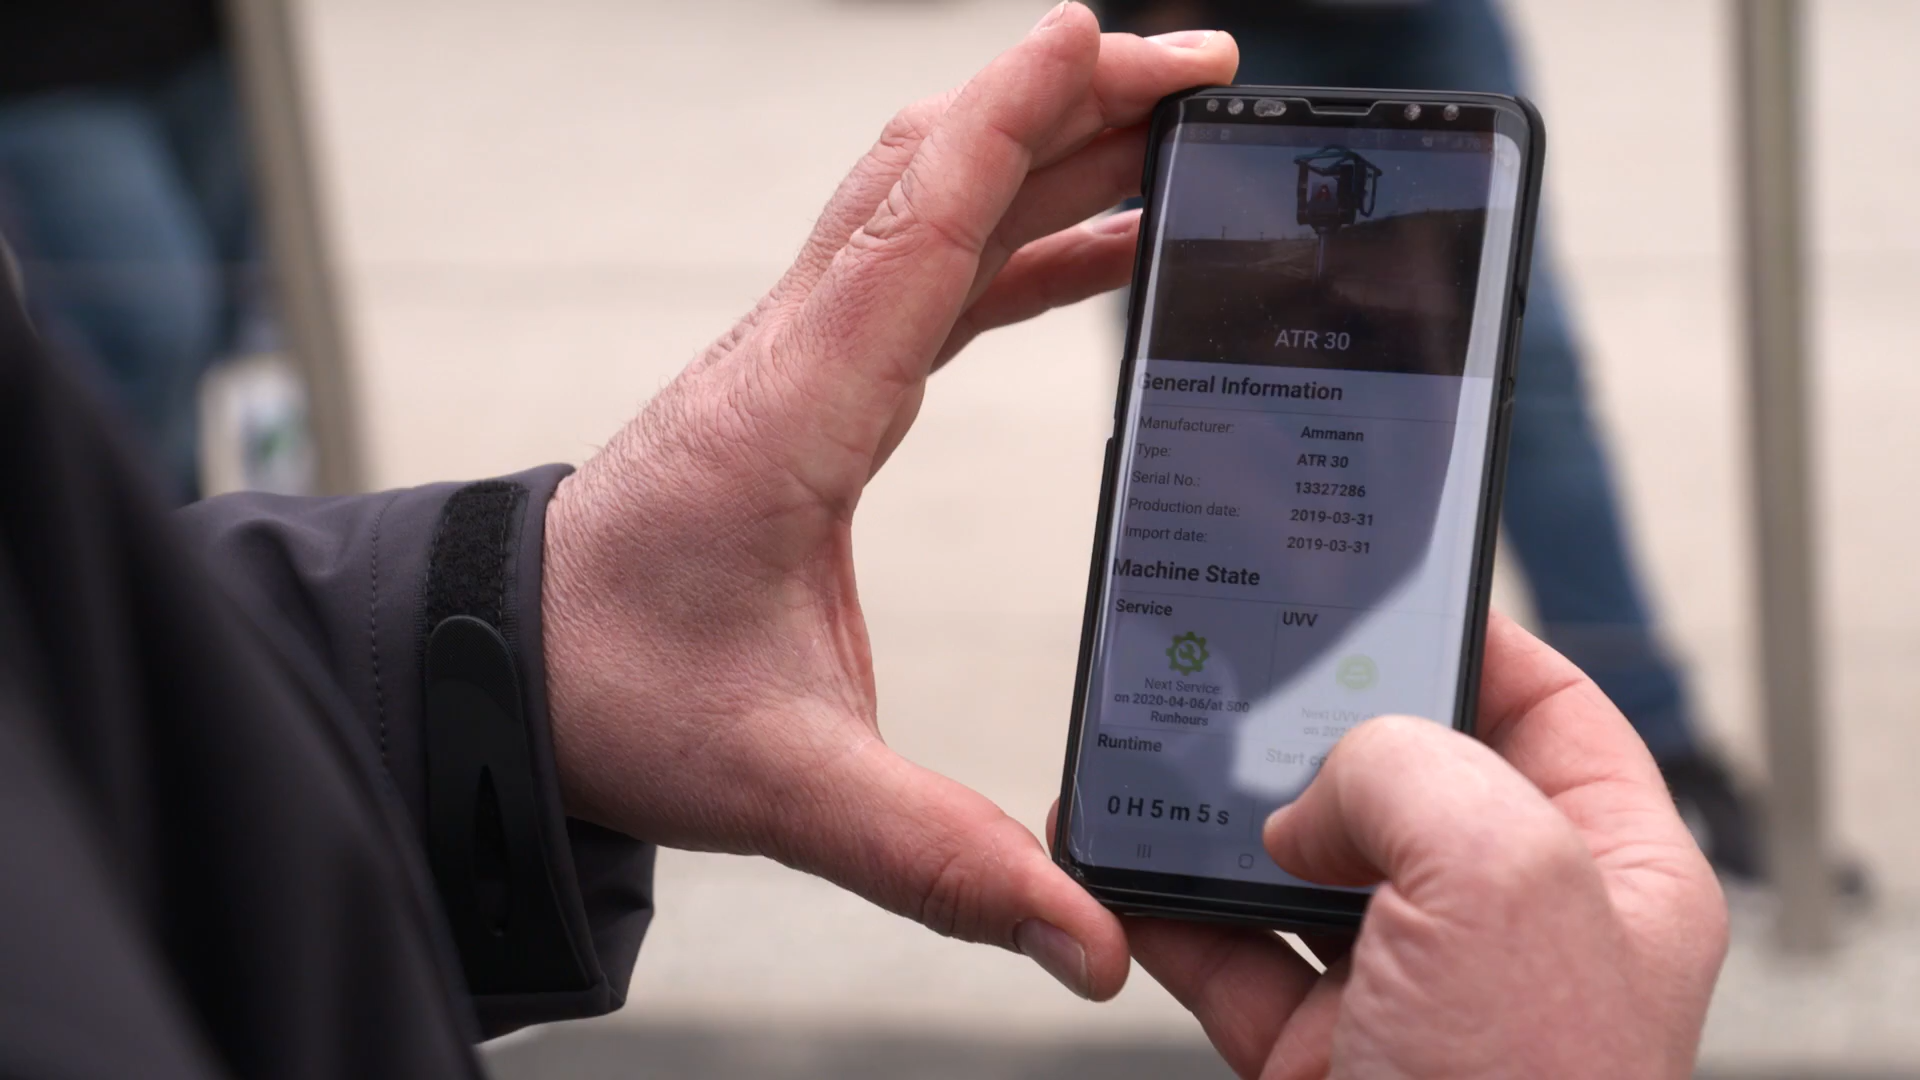 ATR 30
General Information
Manufacturer: Ammann
Type: ATR 30
Serial No.: 13327286
Production date: 2019-03-31
Import date: 2019-03-31
Machine State
Service UVV
Next Service:
on 2020-04-06/at 500
Runhours
Next UVV
on
Runtime
Start
0 H 5 m 5 s